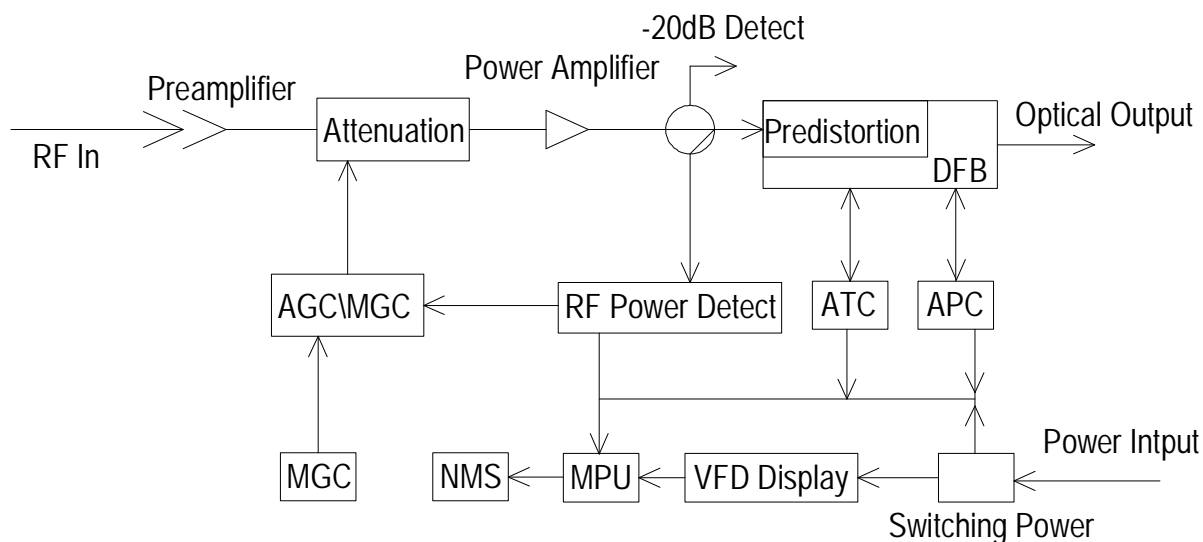 -20dB Detect
Power Amplifier
Preamplifier
Attenuation
Predistortion
Optical Output
RF In
DFB
AGC\MGC
RF Power Detect
ATC
APC
Power Intput
MGC
NMS
MPU
VFD Display
Switching Power